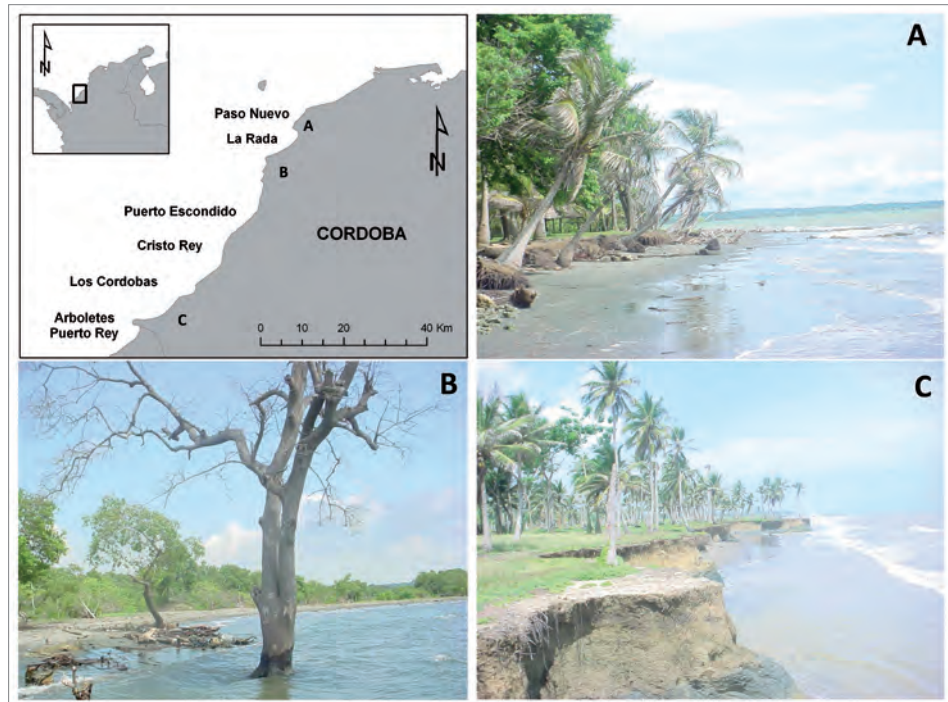 N
Paso Nuevo
A
La Rada
B
N
Puerto Escondido
CORDOBA
Cristo Rey
Los Cordobas
Arboletes
Puerto Rey
C
0 10 20 40 Km
A
B
C